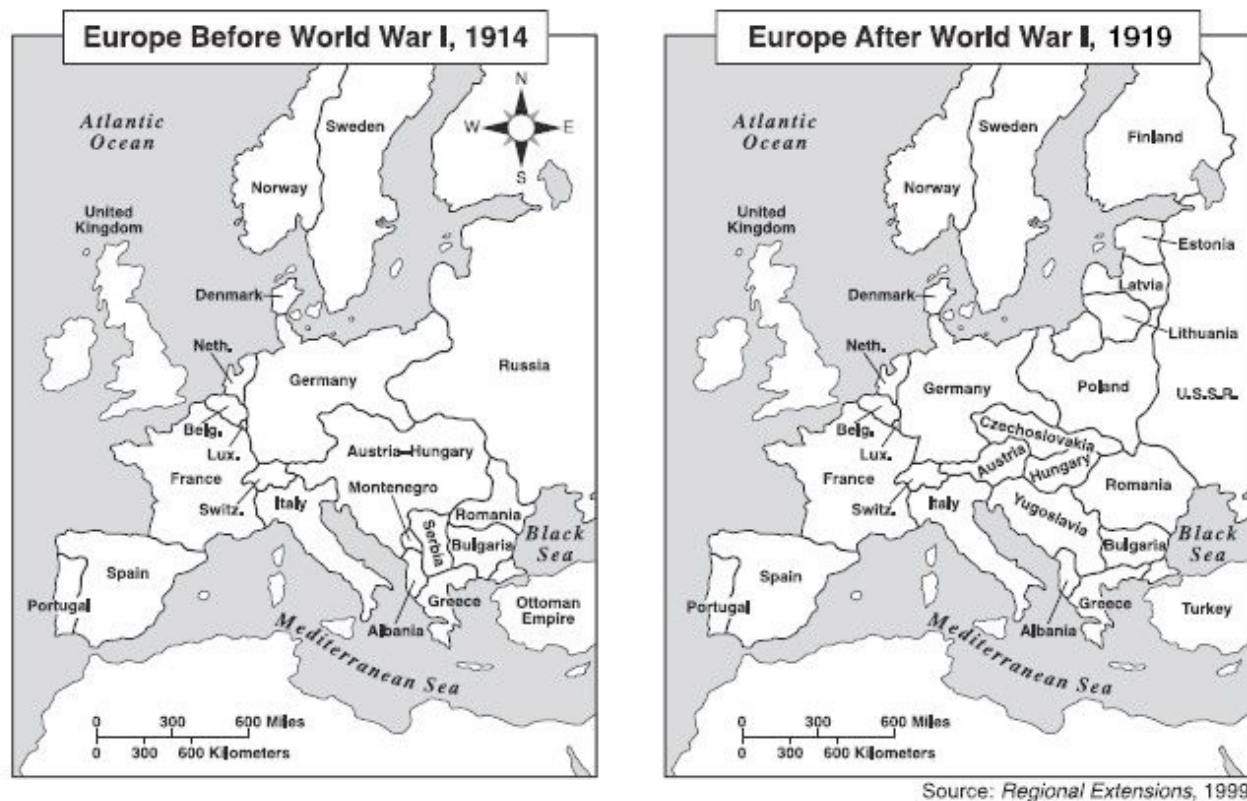 Europe Before World War I, 1914
N
W
E
S
Atlantic
Ocean
Sweden
Norway
United
Kingdom
Denmark
Neth.
Germany
Russia
Belg.
Lux.
Austria–Hungary
France
Montenegro
Switz.
Italy
Romania
Serbia
Black
Sea
Bulgaria
Spain
Portugal
Greece
Ottoman
Empire
Albania
Mediterranean Sea
0 300 600 Miles
0 300 600 Kilometers
Europe After World War I, 1919
Atlantic
Ocean
Sweden
Finland
Norway
United
Kingdom
Estonia
Latvia
Denmark
Lithuania
Neth.
Germany
Poland
U.S.S.R.
Belg.
Lux.
Czechoslovakia
Austria
Hungary
France
Romania
Switz.
Italy
Yugoslavia
Black
Sea
Bulgaria
Spain
Portugal
Greece
Turkey
Albania
Mediterranean Sea
0 300 600 Miles
0 300 600 Kilometers
Source: Regional Extensions, 1999